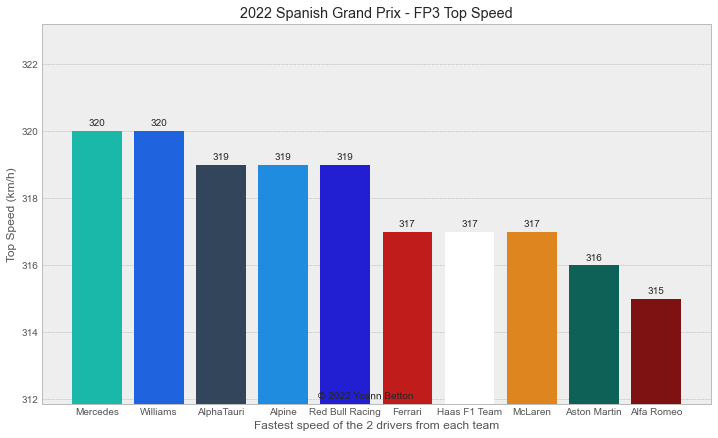 2022 Spanish Grand Prix - FP3 Top Speed
Top Speed (km/h)
322
320
318
316
314
312
320
320
319
319
319
317
317
317
316
315
© 2022 Yoann Betton
Mercedes
Williams
AlphaTauri
Alpine
Red Bull Racing
Ferrari
Haas F1 Team
McLaren
Aston Martin
Alfa Romeo
Fastest speed of the 2 drivers from each team